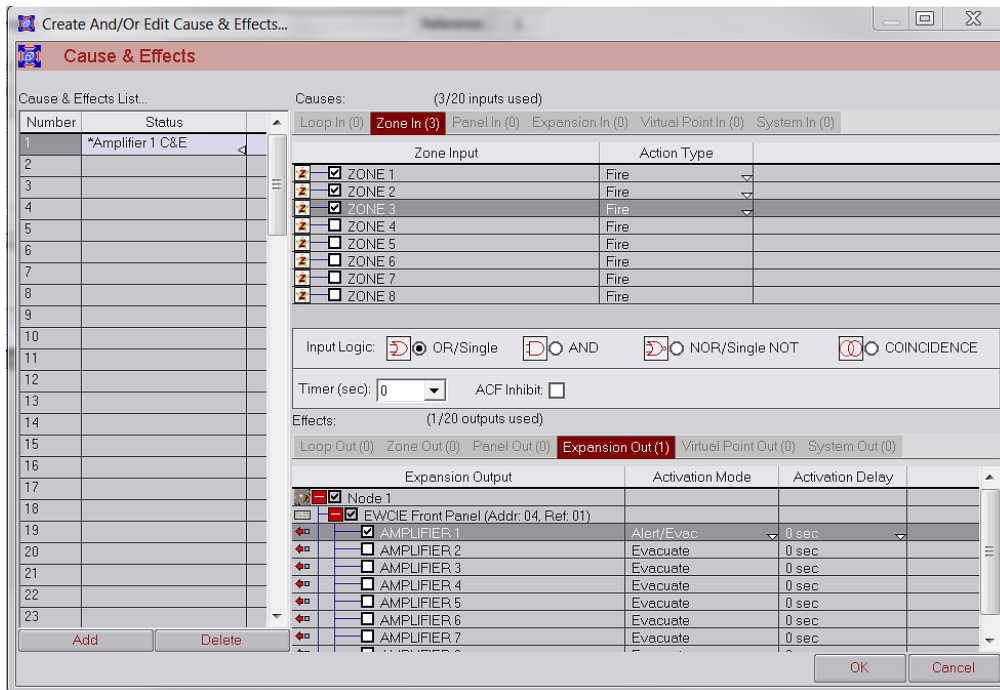 Create And/Or Edit Cause & Effects...
Cause & Effects
Cause & Effects List...
Number Status
1 *Amplifier 1 C&E
2
3
4
5
6
7
8
9
10
11
12
13
14
15
16
17
18
19
20
21
22
23
Add Delete
Causes: (3/20 inputs used)
Loop In (0) Zone In (3) Panel In (0) Expansion In (0) Virtual Point In (0) System In (0)
Zone Input Action Type
ZONE 1 Fire
ZONE 2 Fire
ZONE 3 Fire
ZONE 4 Fire
ZONE 5 Fire
ZONE 6 Fire
ZONE 7 Fire
ZONE 8 Fire
Input Logic: OR/Single AND NOR/Single NOT COINCIDENCE
Timer (sec): 0 ACF Inhibit:
Effects: (1/20 outputs used)
Loop Out (0) Zone Out (0) Panel Out (0) Expansion Out (1) Virtual Point Out (0) System Out (0)
Expansion Output Activation Mode Activation Delay
Node 1
EWCIE Front Panel (Addr: 04, Ref: 01)
AMPLIFIER 1 Alert/Evac 0 sec
AMPLIFIER 2 Evacuate 0 sec
AMPLIFIER 3 Evacuate 0 sec
AMPLIFIER 4 Evacuate 0 sec
AMPLIFIER 5 Evacuate 0 sec
AMPLIFIER 6 Evacuate 0 sec
AMPLIFIER 7 Evacuate 0 sec
OK Cancel